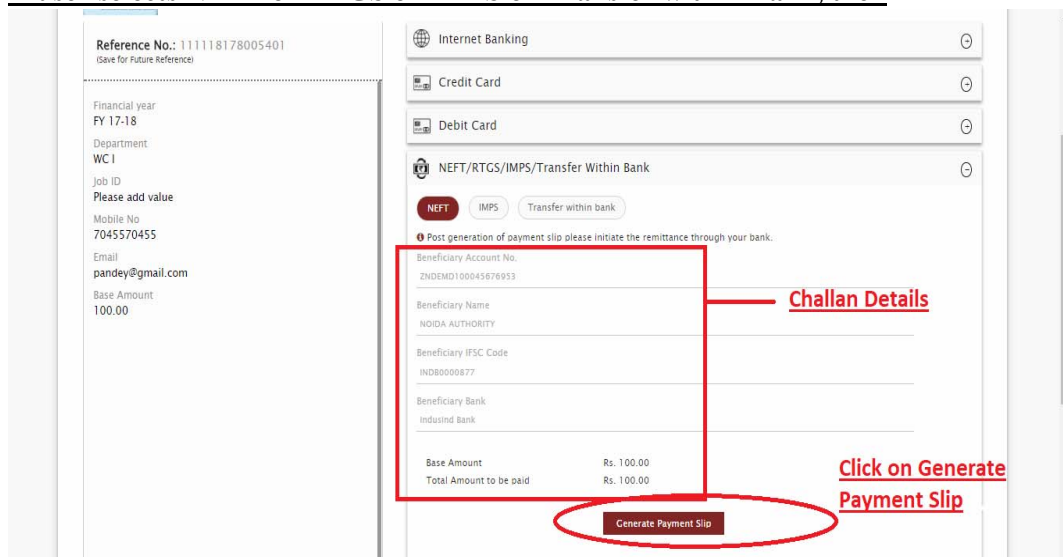 Reference No.: 111118178005401
(Save for Future Reference)
Financial year
FY 17-18
Department
WC I
Job ID
Please add value
Mobile No
7045570455
Email
pandey@gmail.com
Base Amount
100.00
Internet Banking
Credit Card
Debit Card
NEFT/RTGS/IMPS/Transfer Within Bank
NEFT IMPS Transfer within bank
Post generation of payment slip please initiate the remittance through your bank.
Beneficiary Account No.
ZNDEMD100045676953
Beneficiary Name
NOIDA AUTHORITY
Beneficiary IFSC Code
INDB0000877
Beneficiary Bank
Indusind Bank
Challan Details
Base Amount Rs. 100.00
Total Amount to be paid Rs. 100.00
Click on Generate
Payment Slip
Generate Payment Slip